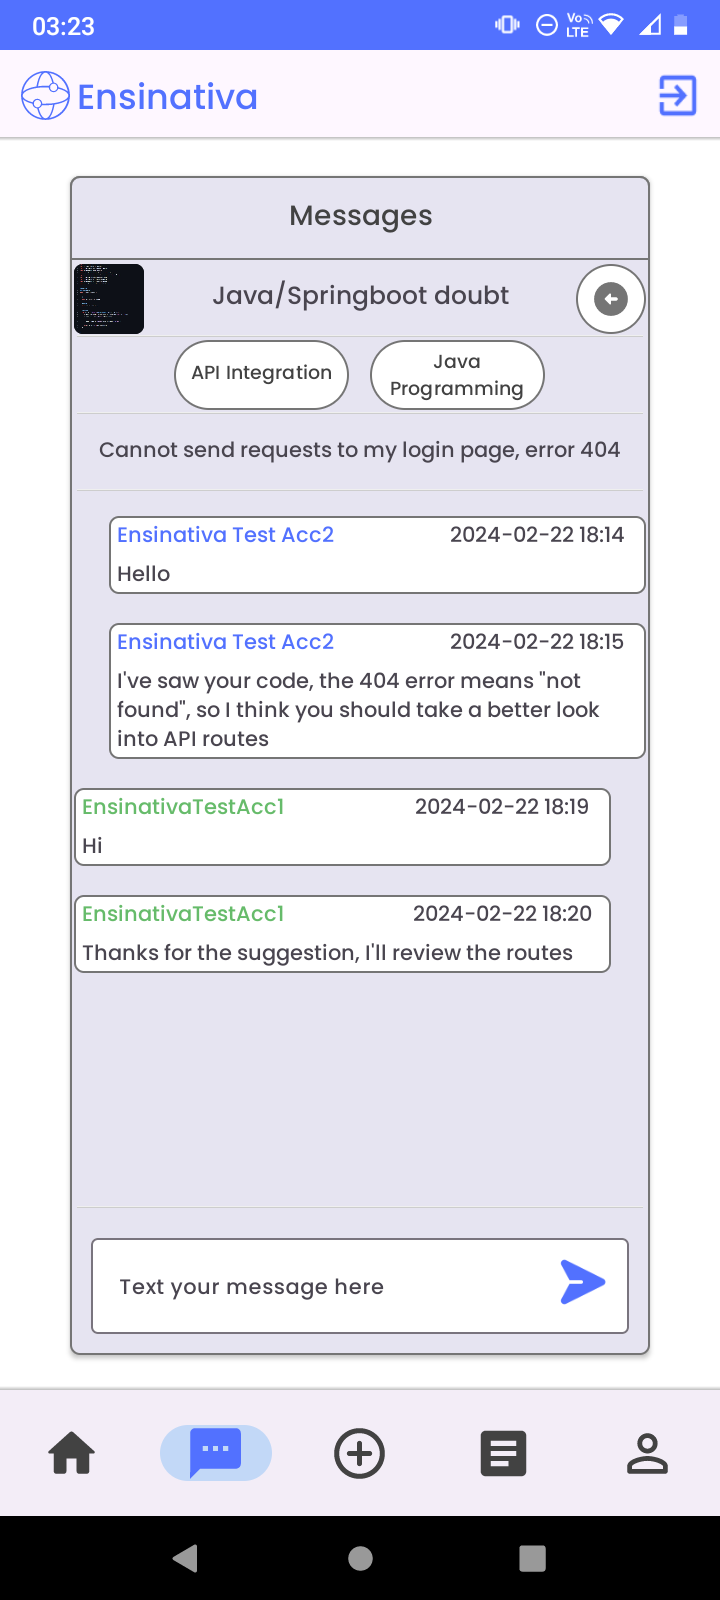 03:23
Vo
LTE
Ensinativa
Messages
Java/Springboot doubt
API Integration
Java
Programming
Cannot send requests to my login page, error 404
Ensinativa Test Acc2 2024-02-22 18:14
Hello
Ensinativa Test Acc2 2024-02-22 18:15
I've saw your code, the 404 error means "not
found", so I think you should take a better look
into API routes
EnsinativaTestAcc1 2024-02-22 18:19
Hi
EnsinativaTestAcc1 2024-02-22 18:20
Thanks for the suggestion, I'll review the routes
Text your message here